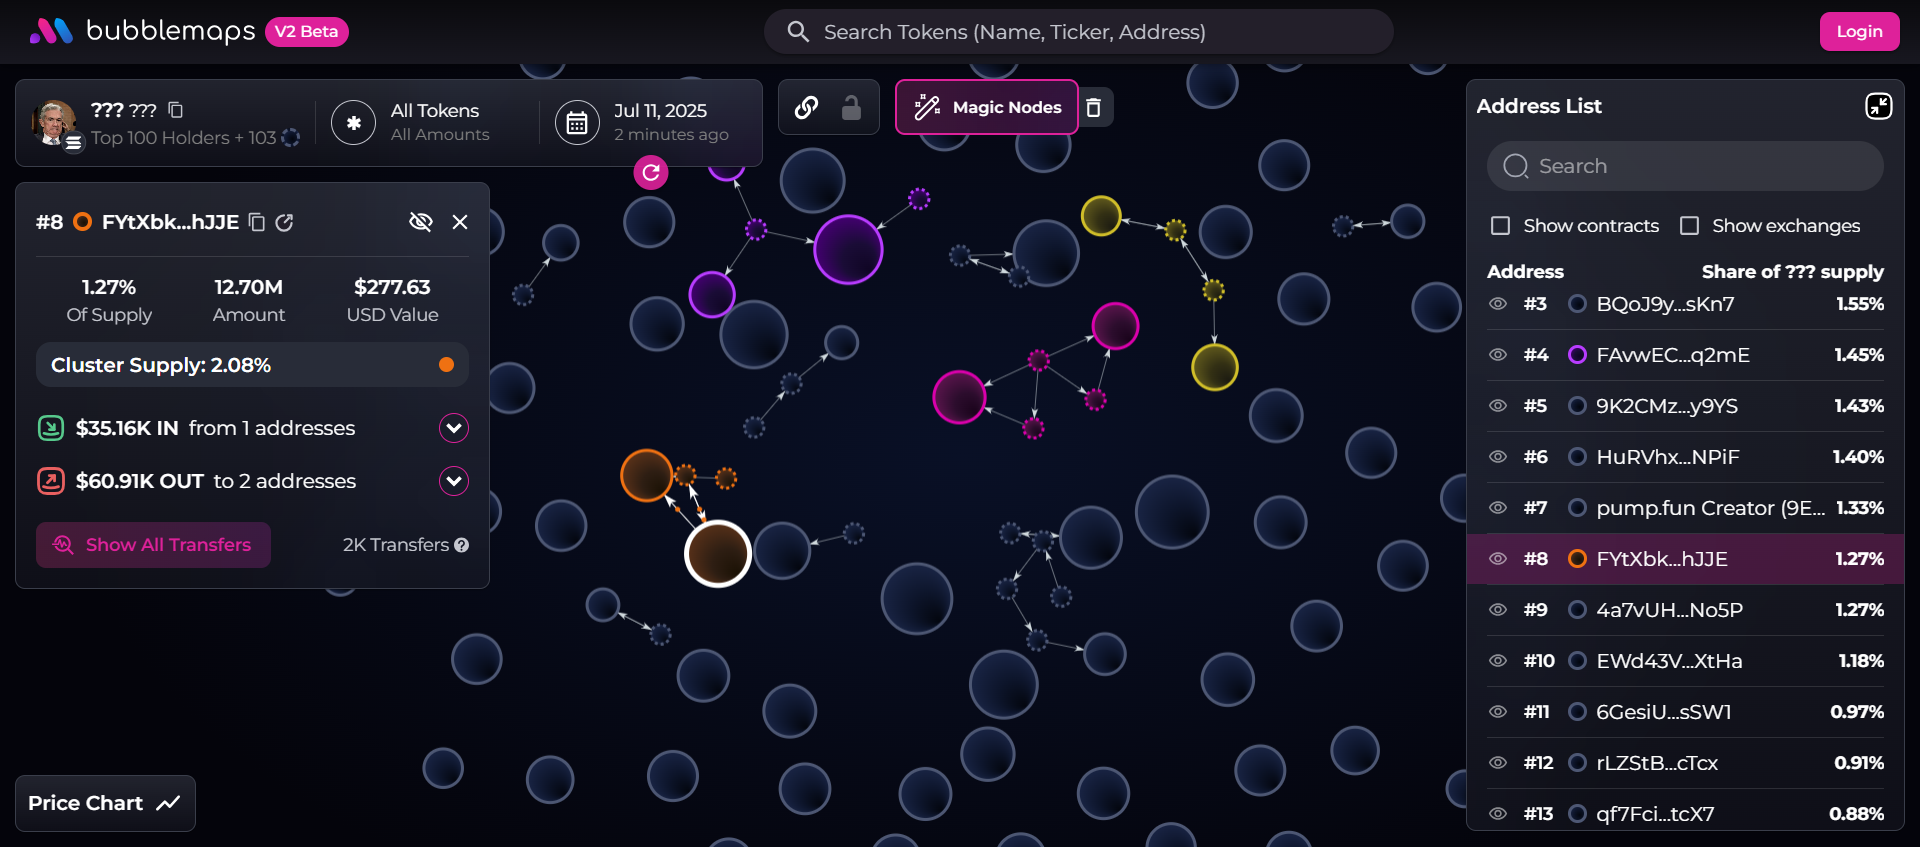 bubblemaps V2 Beta
Search Tokens (Name, Ticker, Address)
Login
??? ???
Top 100 Holders + 103
All Tokens
All Amounts
Jul 11, 2025
2 minutes ago
Magic Nodes
#8 FYtXbk...hJJE
1.27% 12.70M $277.63
Of Supply Amount USD Value
Cluster Supply: 2.08%
$35.16K IN from 1 addresses
$60.91K OUT to 2 addresses
Show All Transfers 2K Transfers ?
Price Chart
Address List
Search
Show contracts Show exchanges
Address Share of ??? supply
#3 BQoJ9y...sKn7 1.55%
#4 FAvwEC...q2mE 1.45%
#5 9K2CMz...y9YS 1.43%
#6 HuRVhx...NPiF 1.40%
#7 pump.fun Creator (9E... 1.33%
#8 FYtXbk...hJJE 1.27%
#9 4a7vUH...No5P 1.27%
#10 EWd43V...XtHa 1.18%
#11 6GesiU...sSW1 0.97%
#12 rLZStB...cTcx 0.91%
#13 qf7Fci...tcX7 0.88%